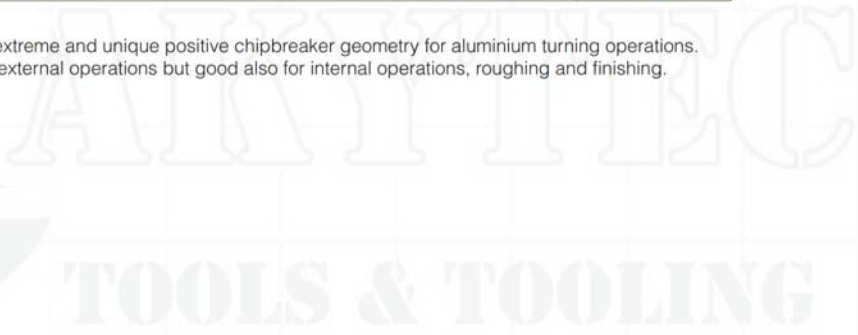 extreme and unique positive chipbreaker geometry for aluminium turning operations.
external operations but good also for internal operations, roughing and finishing.
AKYTEC
TOOLS & TOOLING